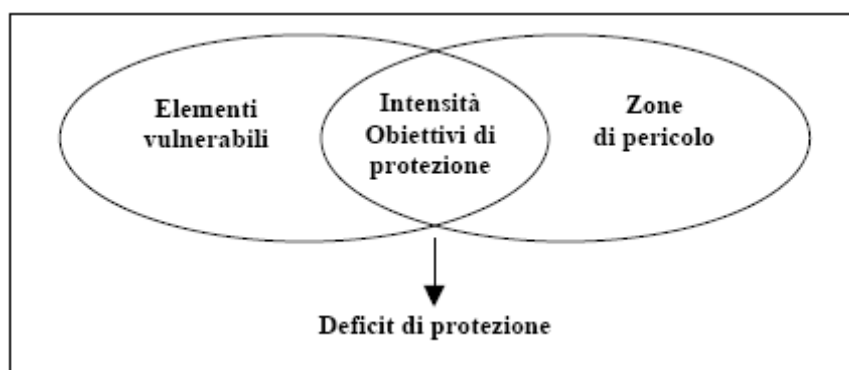 Elementi
vulnerabili
Intensità
Obiettivi di
protezione
Zone
di pericolo
Deficit di protezione